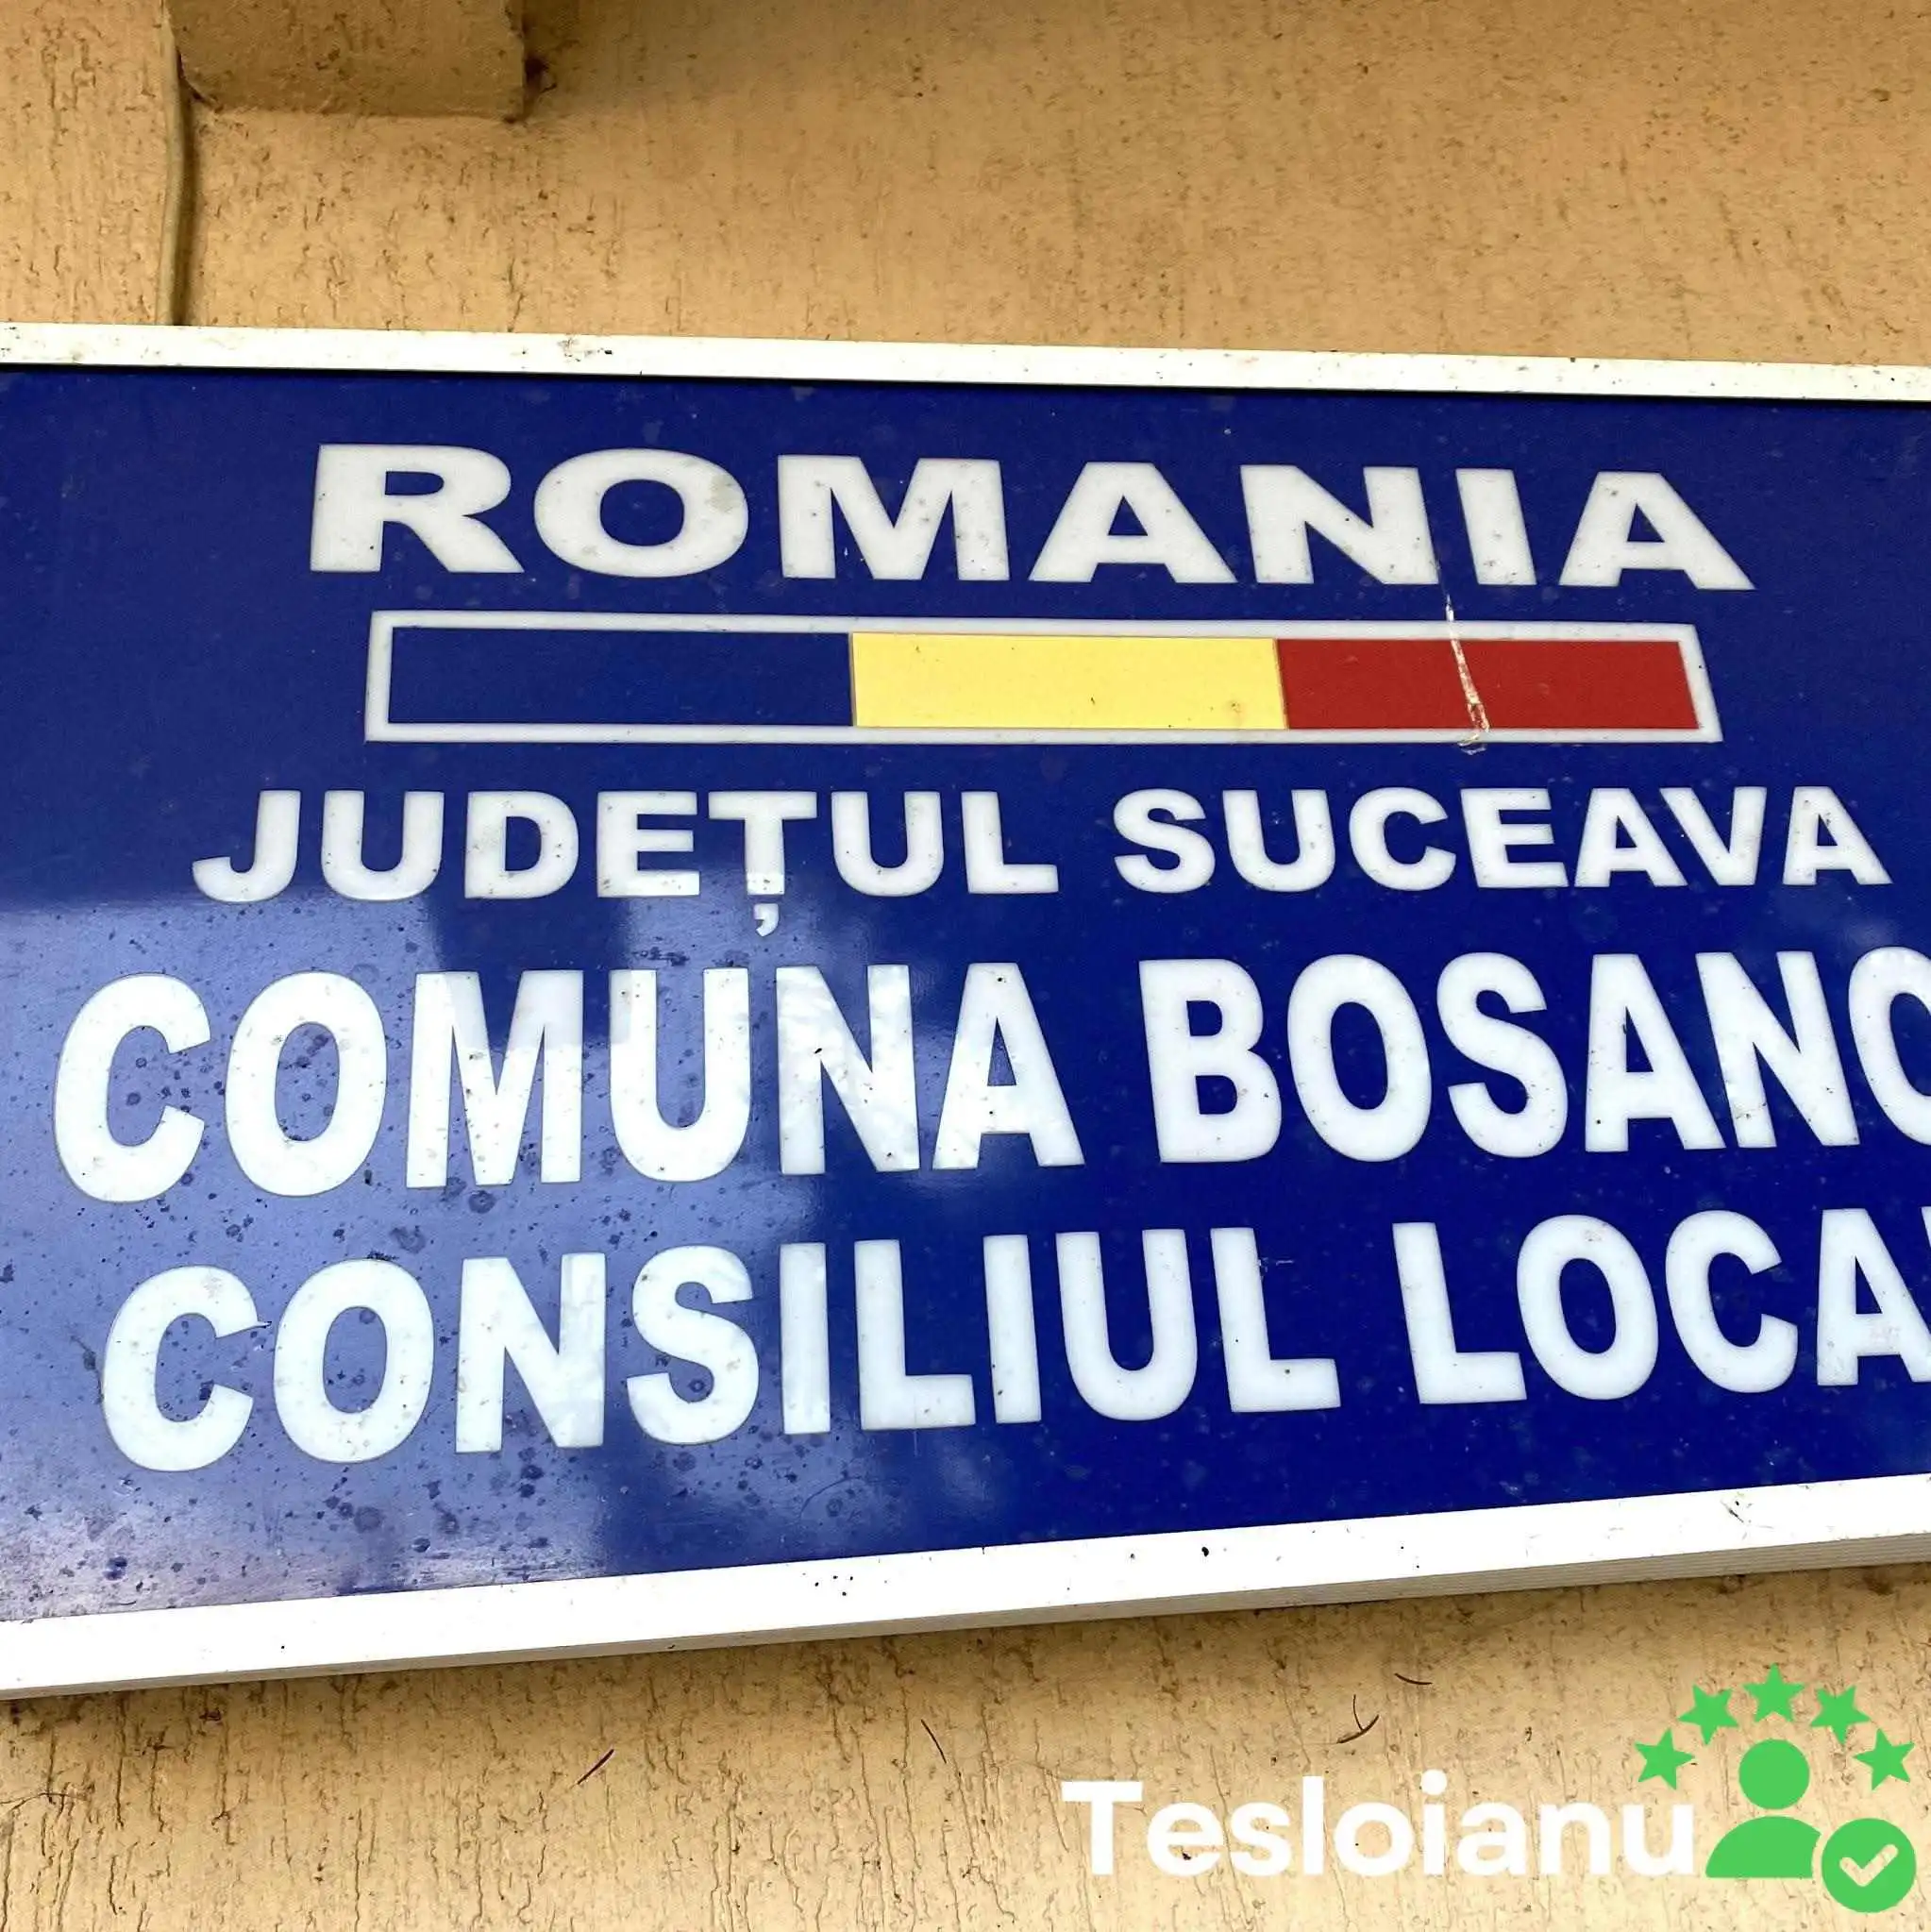 ROMANIA
JUDEȚUL SUCEAVA
COMUNA BOSANC
CONSILIUL LOCA
Tesloianu